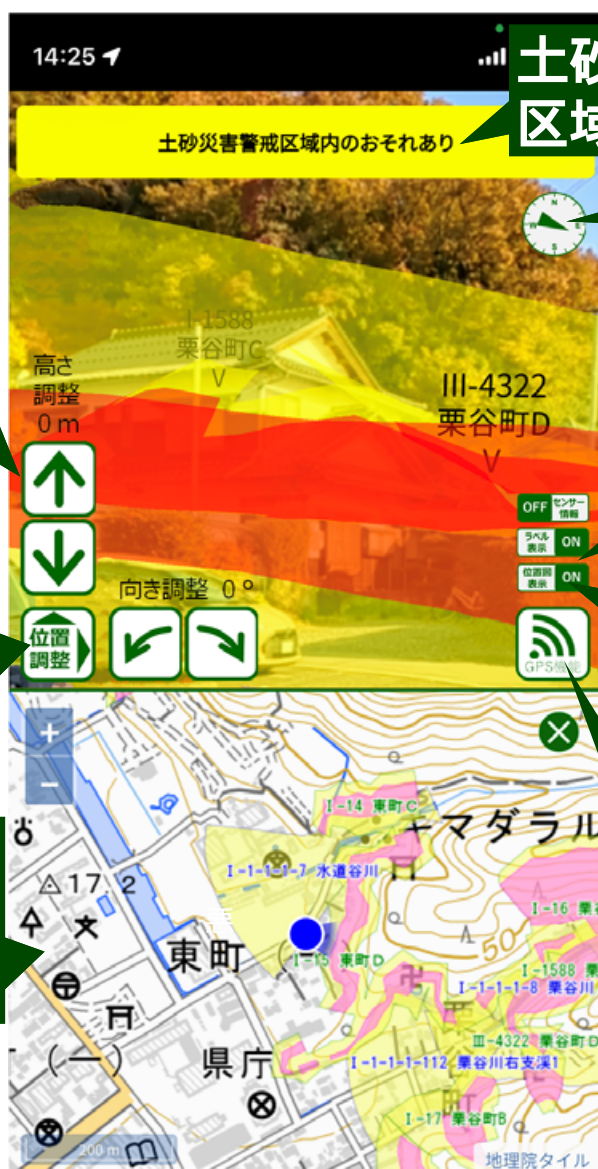 14:25
土砂
区域
土砂災害警戒区域内のおそれあり
N
W
E
S
I-1588
栗谷町C
V
高さ
調整
0m
III-4322
栗谷町D
V
OFF センサー情報
ラベル表示 ON
位置図表示 ON
向き調整 0°
位置
調整
GPS機能
+
−
I-14 東町C
マダラル
I-1-1-1-7 水道谷川
17.2
I-16 栗
50
東町
I-15 東町D
I-1588 栗
I-1-1-1-8 栗谷川
III-4322 栗谷町D
(一)
県庁
I-1-1-1-112 栗谷川右支渓1
I-17 栗谷町B
町
200 m
地理院タイル